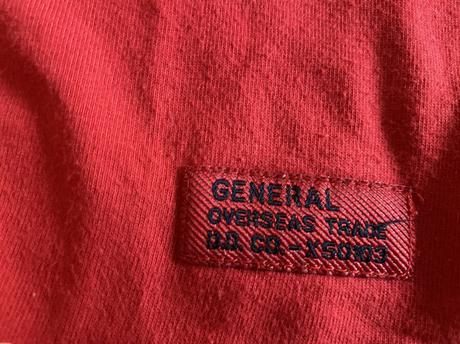 GENERAL
OVERSEAS TRADE
D.D. CO.-X50103